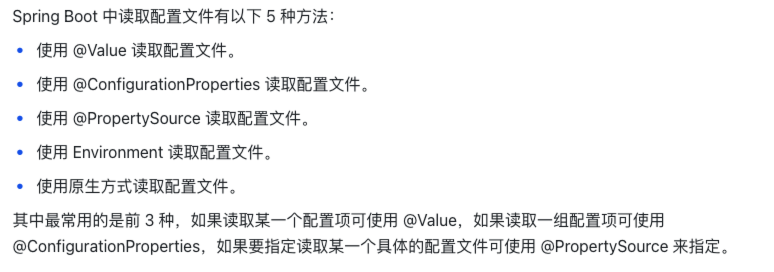 Spring Boot 中读取配置文件有以下 5 种方法：
• 使用 @Value 读取配置文件。
• 使用 @ConfigurationProperties 读取配置文件。
• 使用 @PropertySource 读取配置文件。
• 使用 Environment 读取配置文件。
• 使用原生方式读取配置文件。
其中最常用的是前 3 种，如果读取某一个配置项可使用 @Value，如果读取一组配置项可使用
@ConfigurationProperties，如果要指定读取某一个具体的配置文件可使用 @PropertySource 来指定。